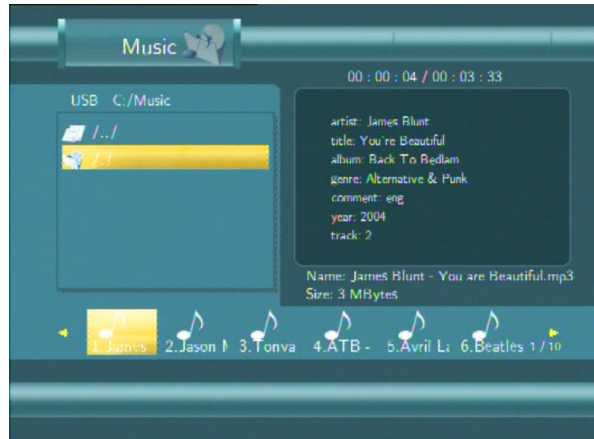 Music
00 : 00 : 04 / 00 : 03 : 33
USB C:/Music
/../
/./
artist: James Blunt
title: You're Beautiful
album: Back To Bedlam
genre: Alternative & Punk
comment: eng
year: 2004
track: 2
Name: James Blunt - You are Beautiful.mp3
Size: 3 MBytes
1.James 2.Jason M 3.Tonya 4.ATB - 5.Avril La 6.Beatles 1 / 10